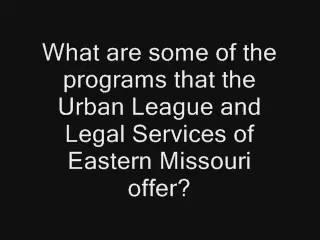 What are some of the
programs that the
Urban League and
Legal Services of
Eastern Missouri
offer?